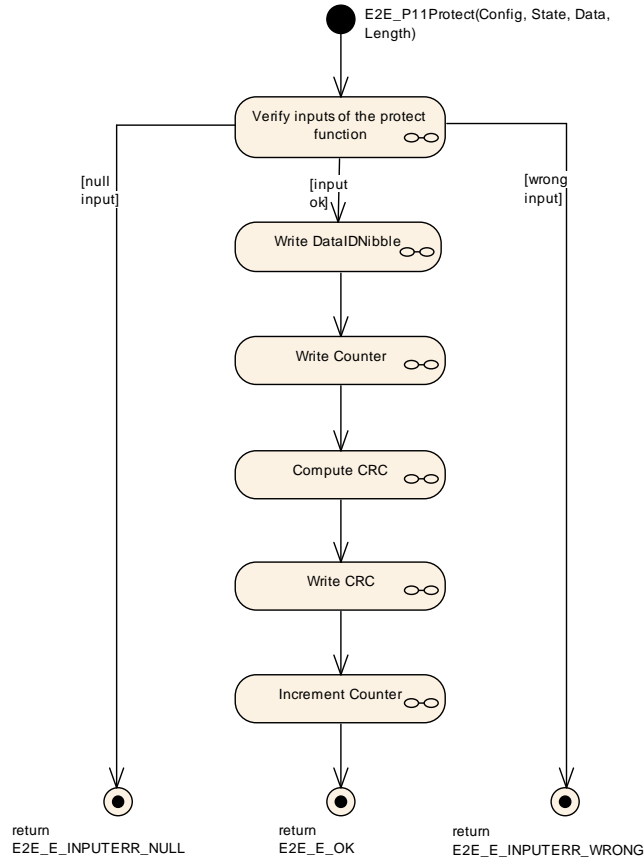 E2E_P11Protect(Config, State, Data,
Length)
Verify inputs of the protect
function
[null
input]
[input
ok]
[wrong
input]
Write DataIDNibble
Write Counter
Compute CRC
Write CRC
Increment Counter
return
E2E_E_INPUTERR_NULL
return
E2E_E_OK
return
E2E_E_INPUTERR_WRONG